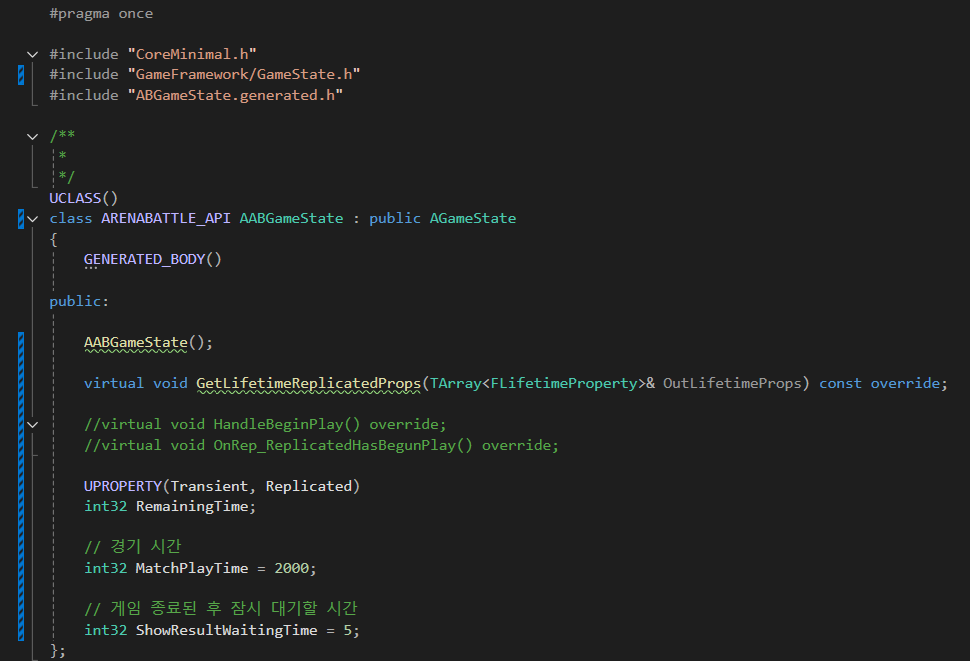 #pragma once
#include "CoreMinimal.h"
#include "GameFramework/GameState.h"
#include "ABGameState.generated.h"
/**
 *
 */
UCLASS()
class ARENABATTLE_API AABGameState : public AGameState
{
    GENERATED_BODY()
public:
    AABGameState();
    virtual void GetLifetimeReplicatedProps(TArray<FLifetimeProperty>& OutLifetimeProps) const override;
    //virtual void HandleBeginPlay() override;
    //virtual void OnRep_ReplicatedHasBegunPlay() override;
    UPROPERTY(Transient, Replicated)
    int32 RemainingTime;
    // 경기 시간
    int32 MatchPlayTime = 2000;
    // 게임 종료된 후 잠시 대기할 시간
    int32 ShowResultWaitingTime = 5;
};